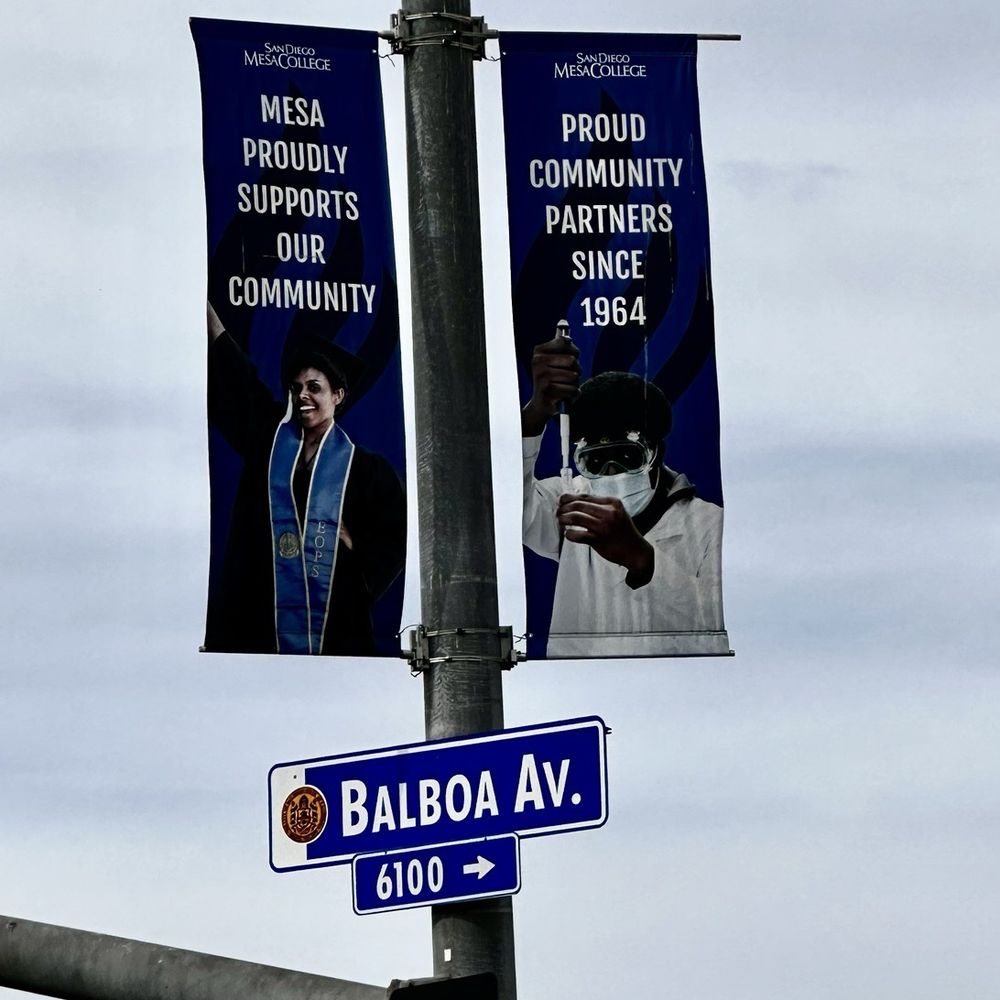 SAN DIEGO
MESA COLLEGE
MESA
PROUDLY
SUPPORTS
OUR
COMMUNITY
EOPS
SAN DIEGO
MESA COLLEGE
PROUD
COMMUNITY
PARTNERS
SINCE
1964
BALBOA AV.
6100 →